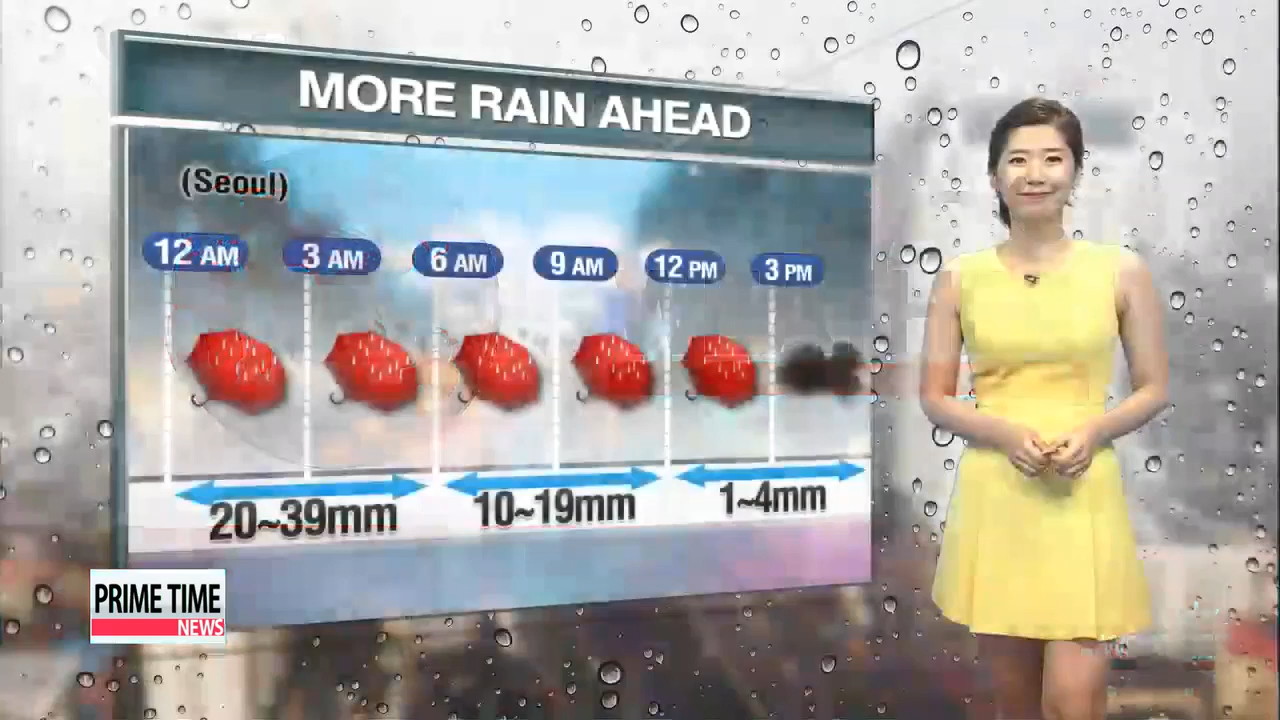 MORE RAIN AHEAD
(Seoul)
12 AM 3 AM 6 AM 9 AM 12 PM 3 PM
20~39mm 10~19mm 1~4mm
PRIME TIME
NEWS